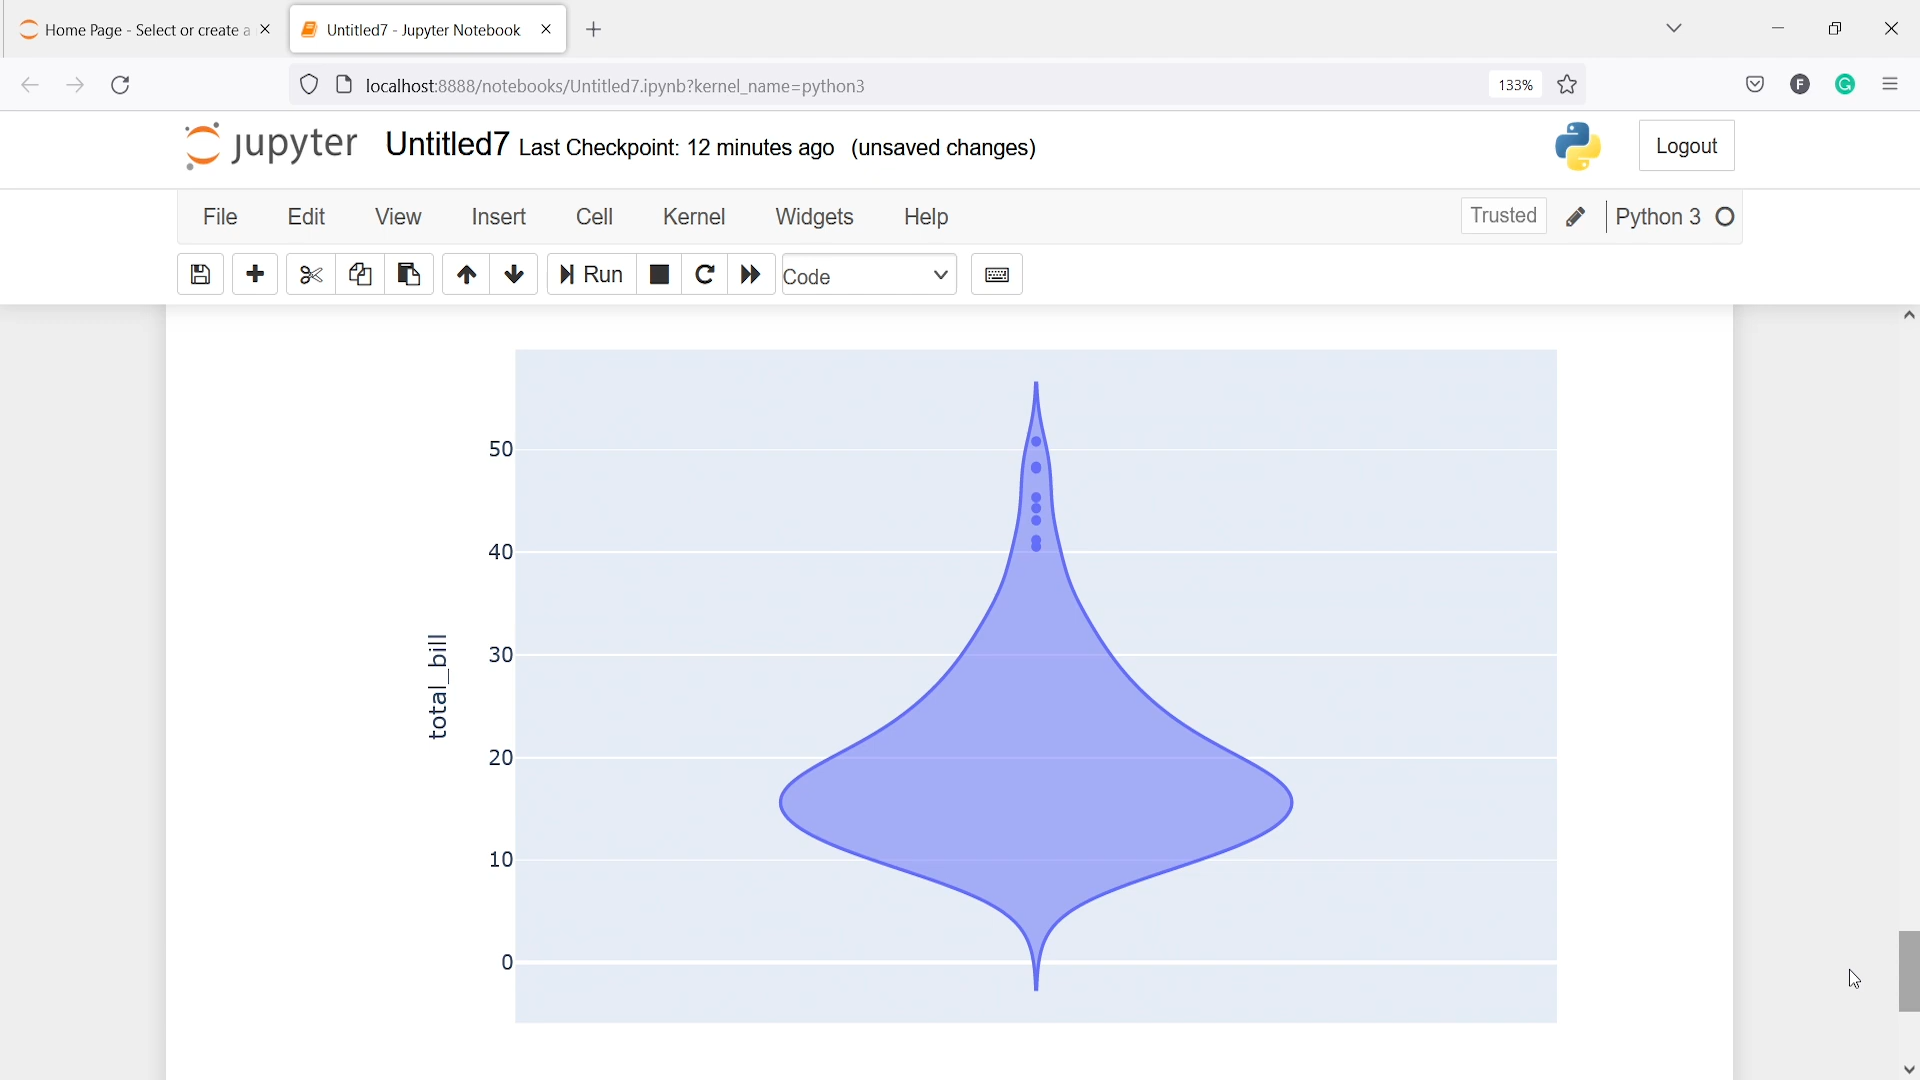 Home Page - Select or create a
Untitled7 - Jupyter Notebook
localhost:8888/notebooks/Untitled7.ipynb?kernel_name=python3
133%
F
G
jupyter Untitled7 Last Checkpoint: 12 minutes ago (unsaved changes)
Logout
File Edit View Insert Cell Kernel Widgets Help
Trusted
Python 3
Run
Code
50
40
30
20
10
0
total_bill